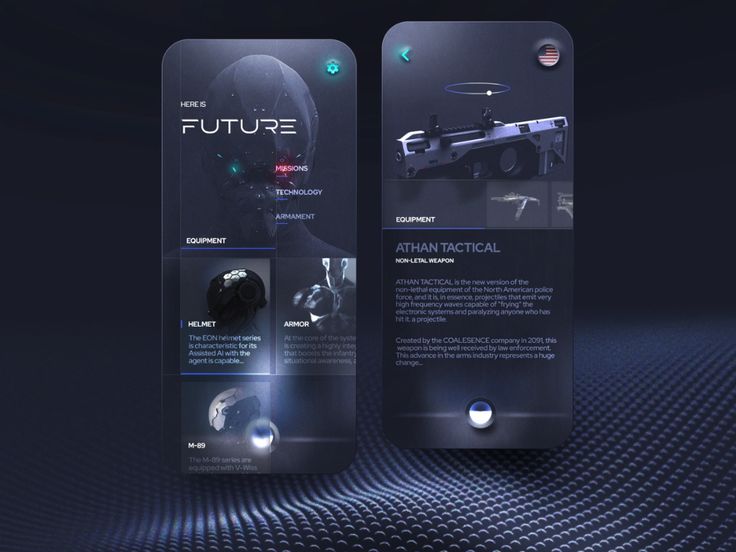 HERE IS
FUTURE
MISSIONS
TECHNOLOGY
ARMAMENT
EQUIPMENT
HELMET
The EON helmet series
is characteristic for its
Assisted AI with the
agent is capable...
ARMOR
At the core of the system
is creating a highly inte
that boosts the infantry
situational awareness, a
M-89
The M-89 series are
equipped with V-Wiss
EQUIPMENT
ATHAN TACTICAL
NON-LETAL WEAPON
ATHAN TACTICAL is the new version of the
non-lethal equipment of the North American police
force, and it is, in essence, projectiles that emit very
high frequency waves capable of "frying" the
electronic systems and paralyzing anyone who has
hit it. a projectile.
Created by the COALESENCE company in 2091, this
weapon is being well received by law enforcement.
This advance in the arms industry represents a huge
change...